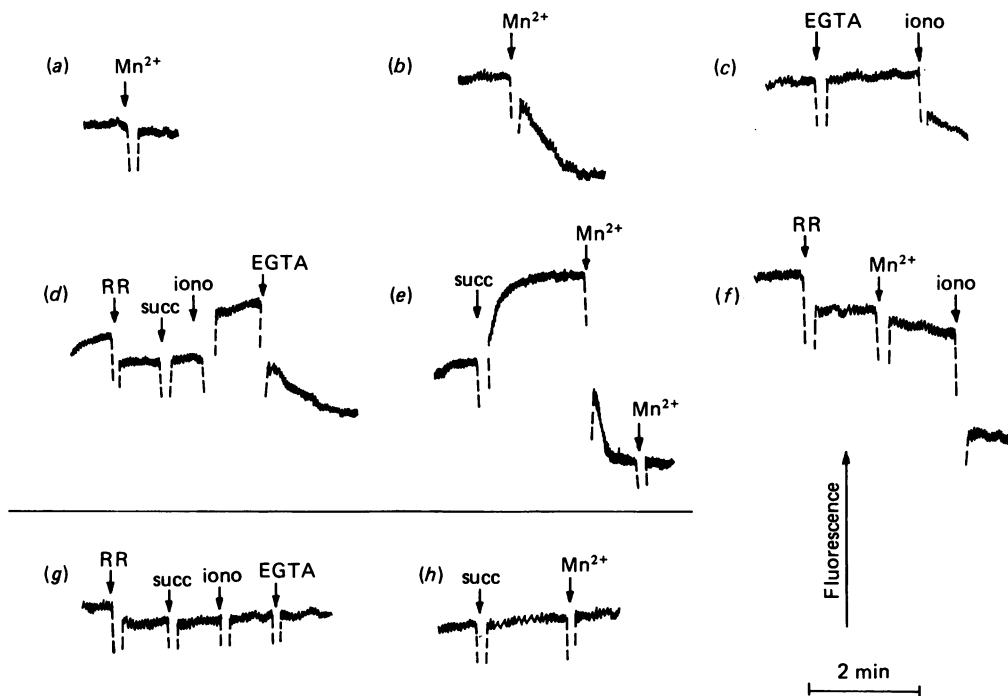 (a)
Mn²⁺
(b)
Mn²⁺
(c)
EGTA
iono
(d)
RR
succ
iono
EGTA
(e)
succ
Mn²⁺
Mn²⁺
(f)
RR
Mn²⁺
iono
(g)
RR
succ
iono
EGTA
(h)
succ
Mn²⁺
Fluorescence
2 min